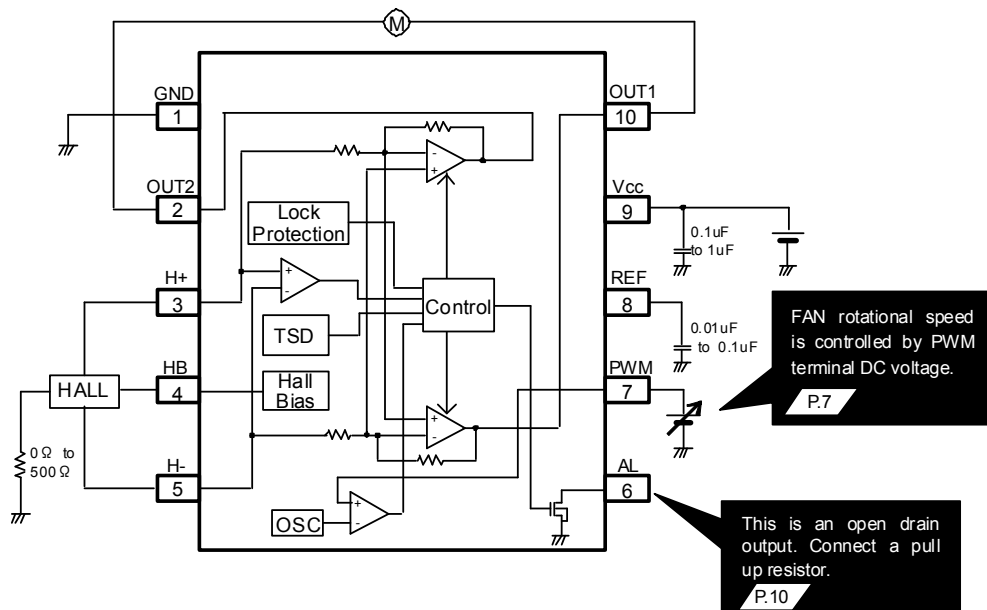 M
GND
1
OUT1
10
OUT2
2
Vcc
9
0.1uF
to 1uF
Lock
Protection
H+
3
+
-
-
+
REF
8
0.01uF
to 0.1uF
Control
TSD
HALL
HB
4
Hall
Bias
PWM
7
FAN rotational speed
is controlled by PWM
terminal DC voltage.
P.7
+
-
0Ω to
500Ω
H-
5
OSC
+
-
AL
6
This is an open drain
output. Connect a pull
up resistor.
P.10